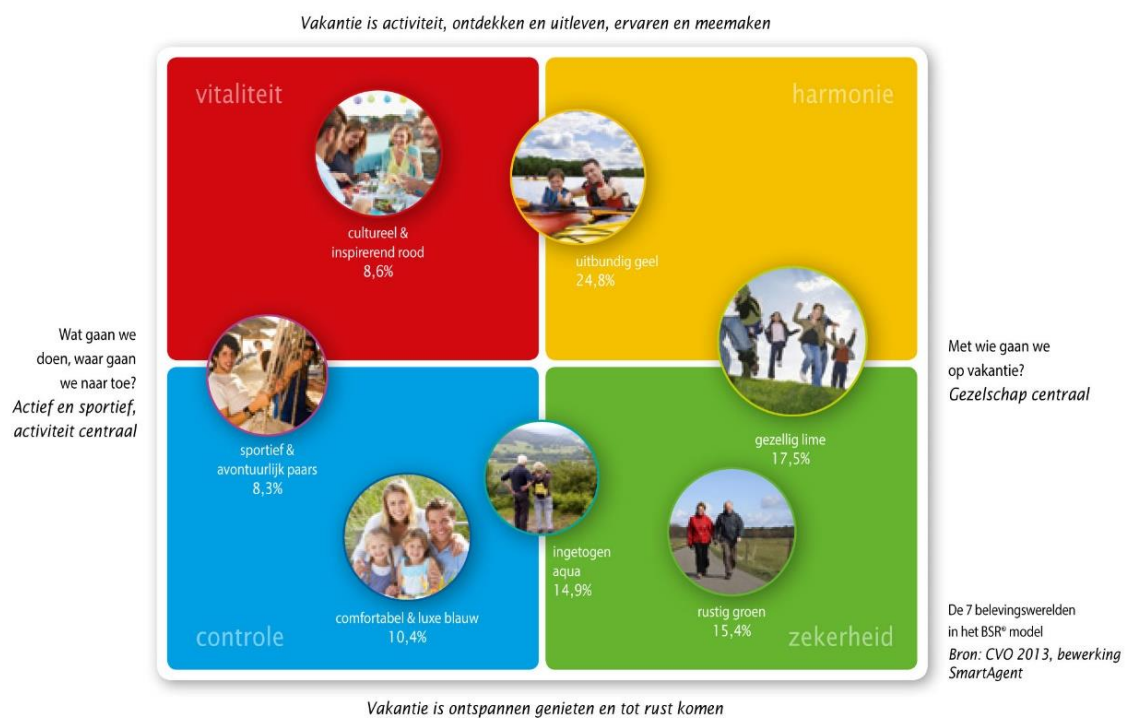 Vakantie is activiteit, ontdekken en uitleven, ervaren en meemaken
vitaliteit
harmonie
cultureel &
inspirerend rood
8,6%
uitbundig geel
24,8%
Wat gaan we
doen, waar gaan
we naar toe?
Actief en sportief,
activiteit centraal
Met wie gaan we
op vakantie?
Gezelschap centraal
sportief &
avontuurlijk paars
8,3%
gezellig lime
17,5%
ingetogen
aqua
14,9%
comfortabel & luxe blauw
10,4%
rustig groen
15,4%
controle
zekerheid
De 7 belevingswerelden
in het BSR® model
Bron: CVO 2013, bewerking
SmartAgent
Vakantie is ontspannen genieten en tot rust komen